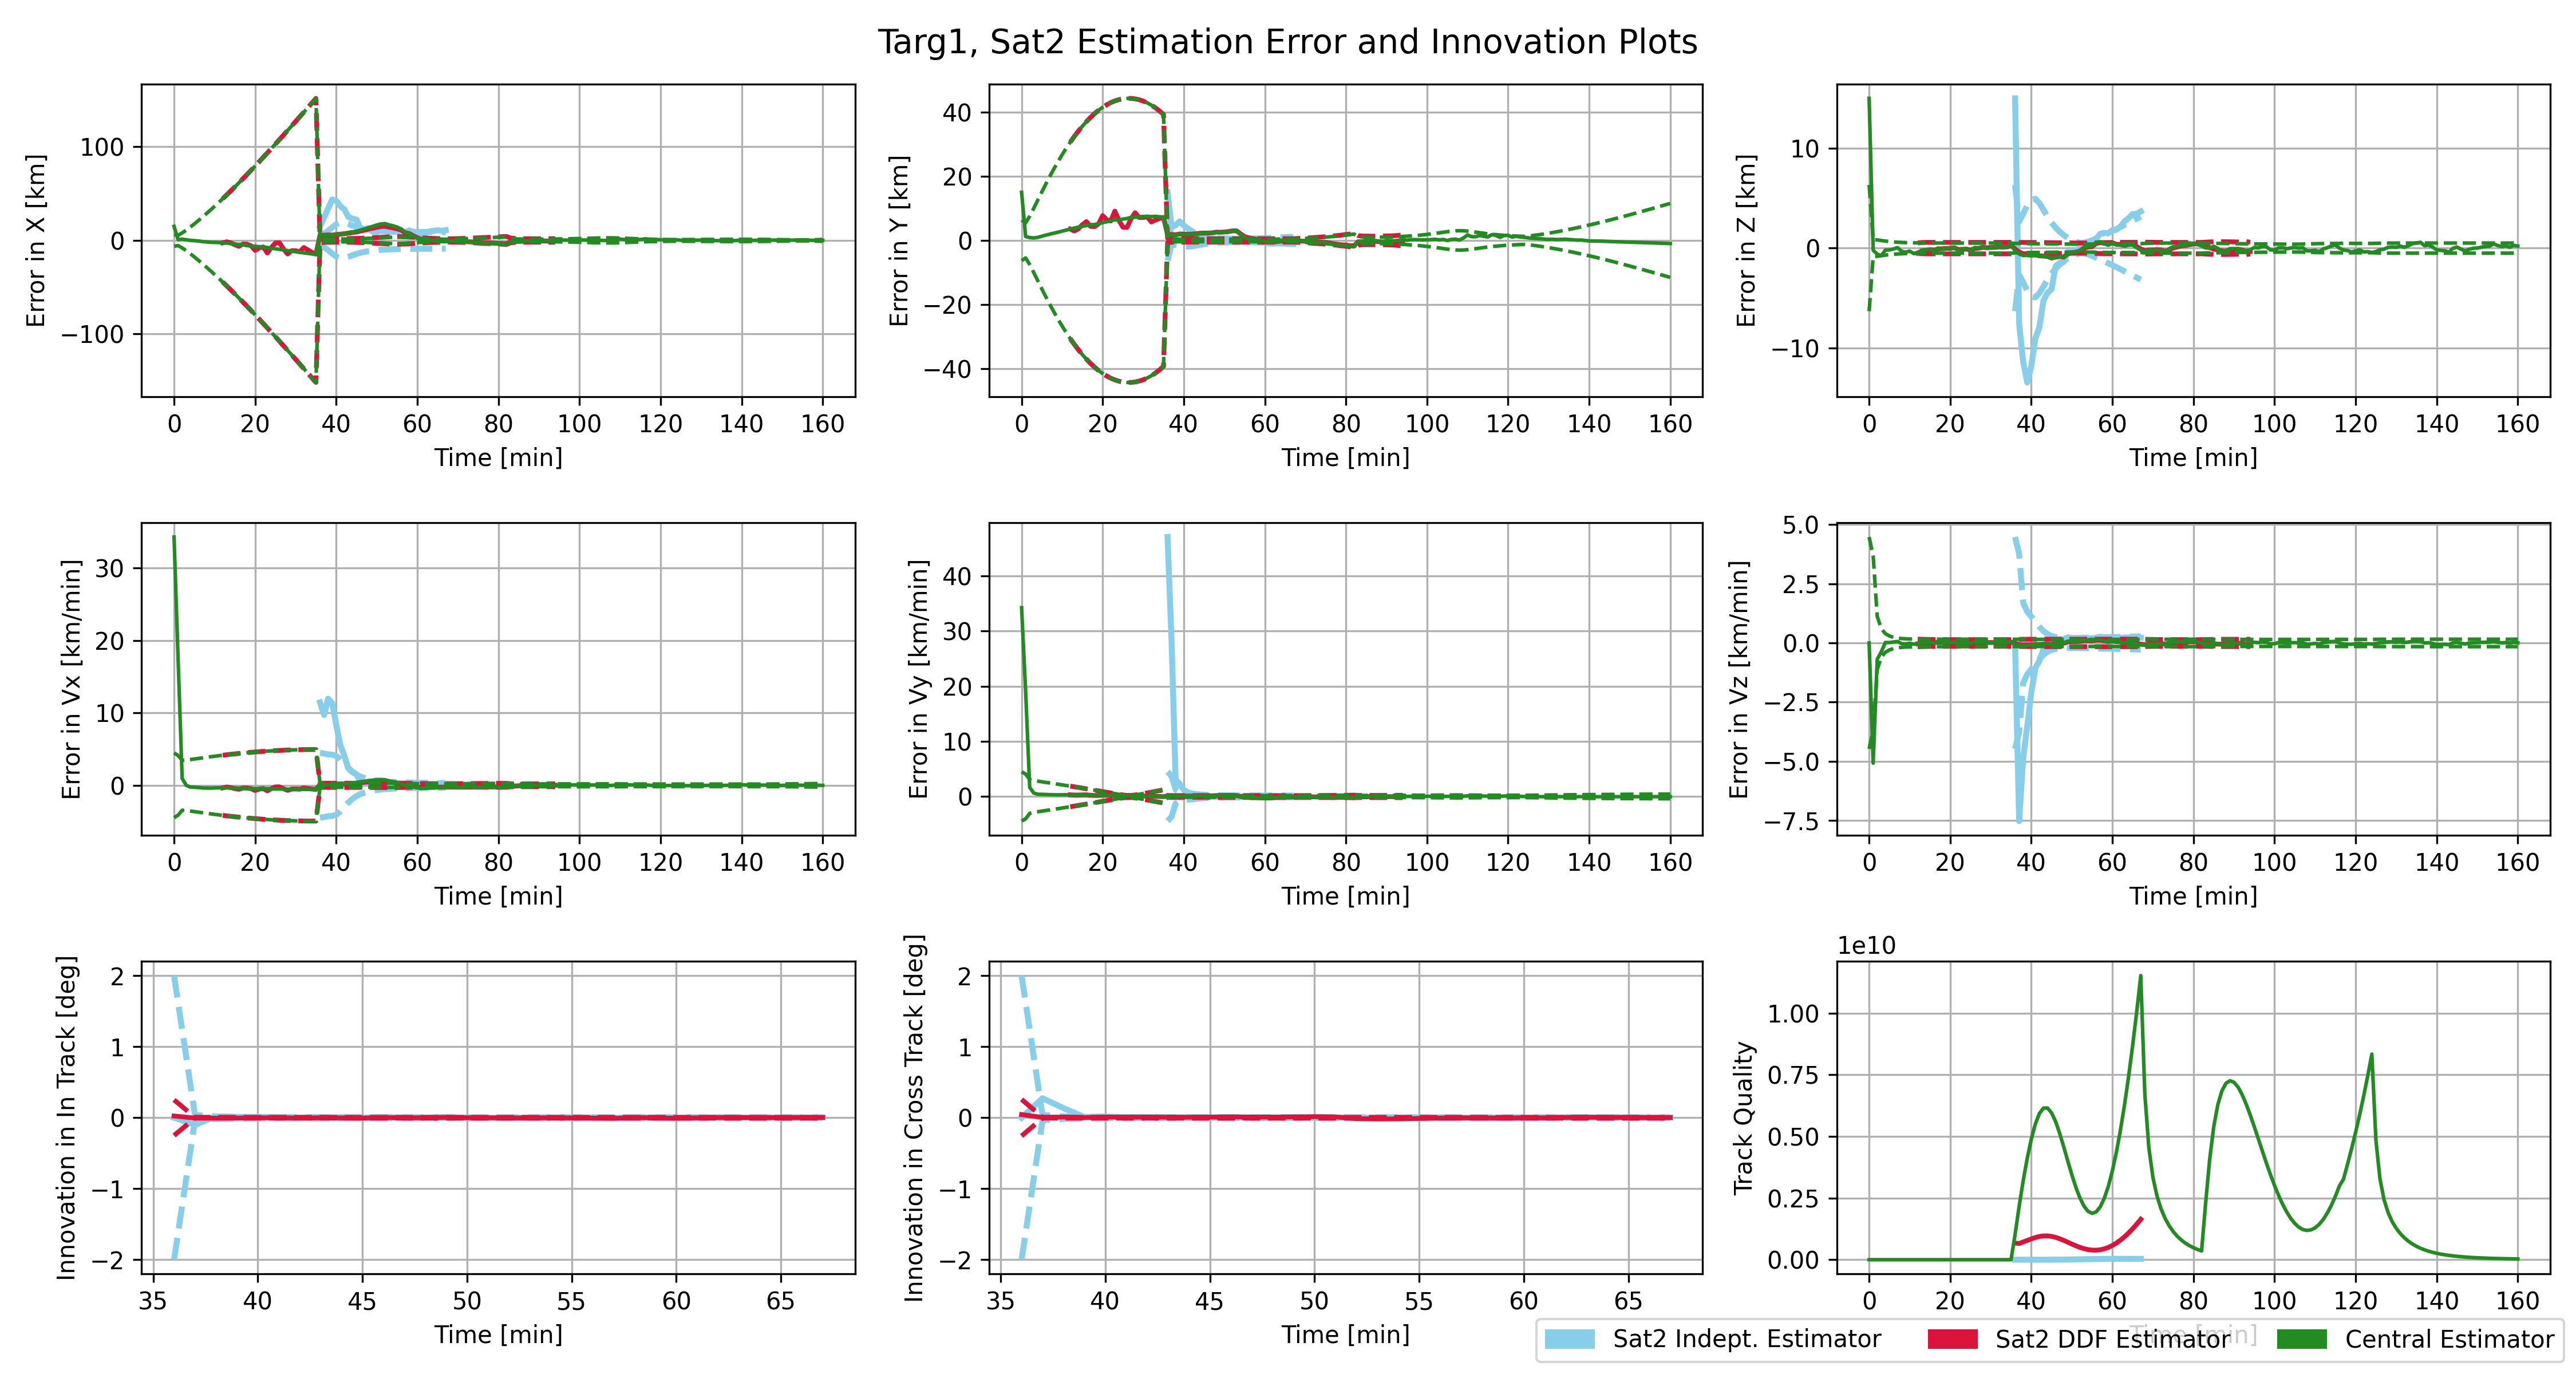 Targ1, Sat2 Estimation Error and Innovation Plots
Error in X [km]
100
0
−100
0 20 40 60 80 100 120 140 160
Time [min]
Error in Y [km]
40
20
0
−20
−40
0 20 40 60 80 100 120 140 160
Time [min]
Error in Z [km]
10
0
−10
0 20 40 60 80 100 120 140 160
Time [min]
Error in Vx [km/min]
30
20
10
0
0 20 40 60 80 100 120 140 160
Time [min]
Error in Vy [km/min]
40
30
20
10
0
0 20 40 60 80 100 120 140 160
Time [min]
Error in Vz [km/min]
5.0
2.5
0.0
−2.5
−5.0
−7.5
0 20 40 60 80 100 120 140 160
Time [min]
Innovation in In Track [deg]
2
1
0
−1
−2
35 40 45 50 55 60 65
Time [min]
Innovation in Cross Track [deg]
2
1
0
−1
−2
35 40 45 50 55 60 65
Time [min]
1e10
Track Quality
1.00
0.75
0.50
0.25
0.00
0 20 40 60 80 100 120 140 160
Time [min]
Sat2 Indept. Estimator Sat2 DDF Estimator Central Estimator